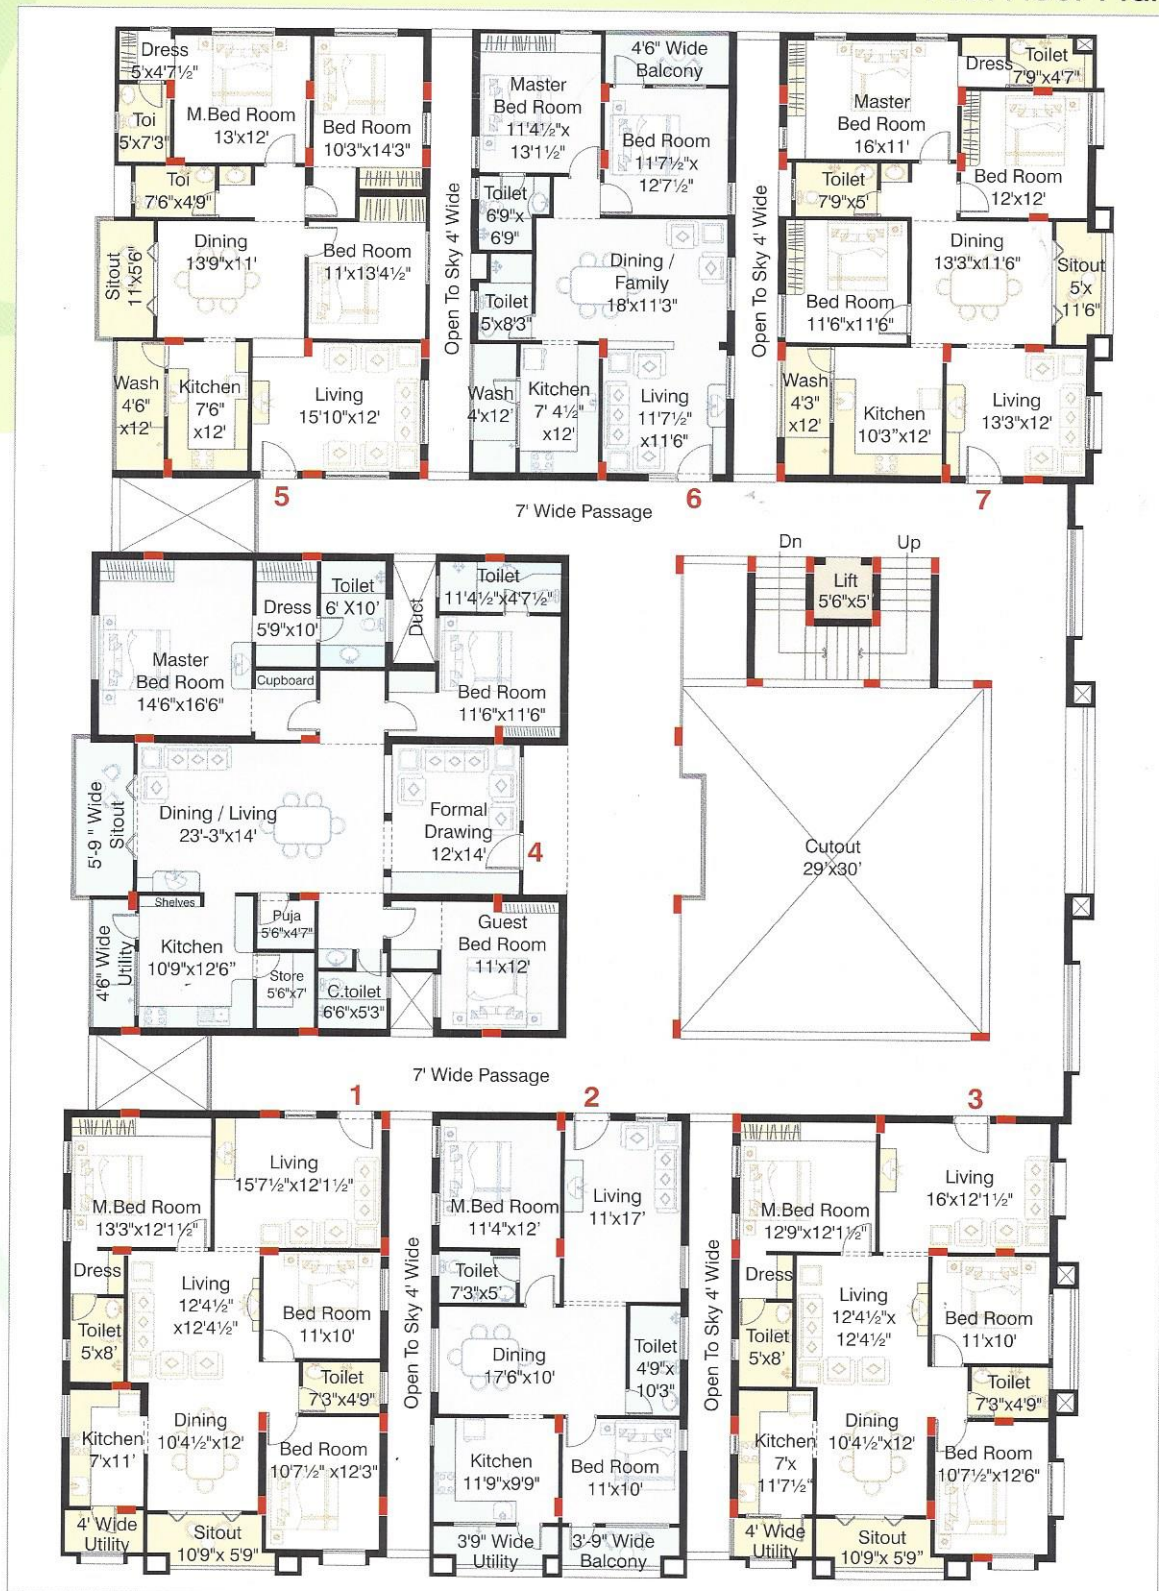 Dress
5'x4'7½"
M.Bed Room
13'x12'
Bed Room
10'3"x14'3"
Toi
5'x7'3"
Toi
7'6"x4'9"
Sitout
11'x5'6"
Dining
13'9"x11'
Bed Room
11'x13'4½"
Wash
4'6"
x12'
Kitchen
7'6"
x12'
Living
15'10"x12'
5
Open To Sky 4' Wide
4'6" Wide
Balcony
Master
Bed Room
11'4½"x
13'1½"
Bed Room
11'7½"x
12'7½"
Toilet
6'9"x
6'9"
Toilet
5'x8'3"
Dining /
Family
18'x11'3"
Wash
4'x12'
Kitchen
7' 4½"
x12'
Living
11'7½"
x11'6"
6
Open To Sky 4' Wide
Dress
Toilet
7'9"x4'7"
Master
Bed Room
16'x11'
Bed Room
12'x12'
Toilet
7'9"x5'
Dining
13'3"x11'6"
Sitout
5'x
11'6"
Bed Room
11'6"x11'6"
Wash
4'3"
x12'
Kitchen
10'3"x12'
Living
13'3"x12'
7
7' Wide Passage
Dn
Up
Lift
5'6"x5'
Cutout
29'x30'
Toilet
6' X10'
Dress
5'9"x10'
Duct
Toilet
11'4½"x4'7½"
Master
Bed Room
14'6"x16'6"
Cupboard
Bed Room
11'6"x11'6"
5'-9" Wide
Sitout
Dining / Living
23'-3"x14'
Formal
Drawing
12'x14'
4
Shelves
Puja
5'6"x4'7"
Guest
Bed Room
11'x12'
4'6" Wide
Utility
Kitchen
10'9"x12'6"
Store
5'6"x7'
C.toilet
6'6"x5'3"
7' Wide Passage
1
2
3
Living
15'7½"x12'1½"
M.Bed Room
13'3"x12'1½"
Dress
Living
12'4½"
x12'4½"
Bed Room
11'x10'
Toilet
5'x8'
Toilet
7'3"x4'9"
Kitchen
7'x11'
Dining
10'4½"x12'
Bed Room
10'7½" x12'3"
4' Wide
Utility
Sitout
10'9"x 5'9"
Open To Sky 4' Wide
M.Bed Room
11'4"x12'
Living
11'x17'
Toilet
7'3"x5'
Dining
17'6"x10'
Toilet
4'9"x
10'3"
Kitchen
11'9"x9'9"
Bed Room
11'x10'
3'9" Wide
Utility
3'-9" Wide
Balcony
Open To Sky 4' Wide
Living
16'x12'1½"
M.Bed Room
12'9"x12'1½"
Dress
Living
12'4½"x
12'4½"
Bed Room
11'x10'
Toilet
5'x8'
Toilet
7'3"x4'9"
Kitchen
7'x
11'7½"
Dining
10'4½"x12'
Bed Room
10'7½"x12'6"
4' Wide
Utility
Sitout
10'9"x 5'9"